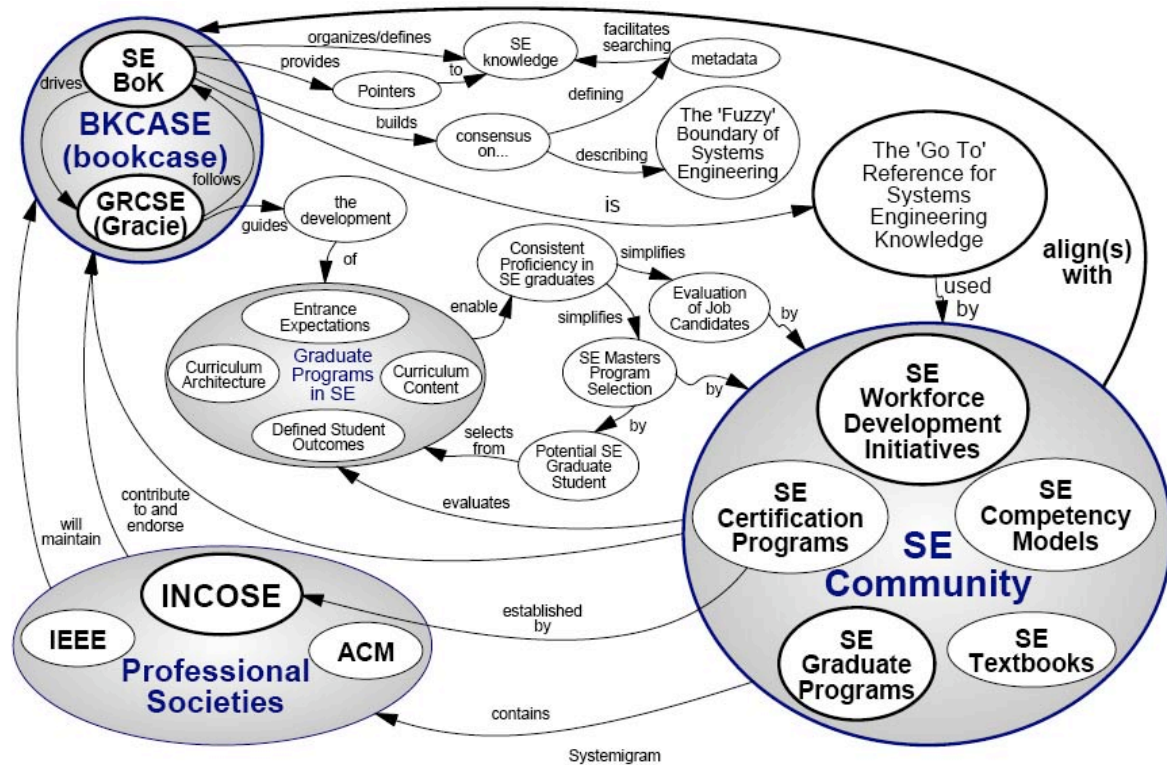 SE
BoK
drives
BKCASE
(bookcase)
follows
GRCSE
(Gracie)
organizes/defines
provides
Pointers
to
SE
knowledge
facilitates
searching
metadata
defining
builds
consensus
on...
describing
The 'Fuzzy'
Boundary of
Systems
Engineering
is
The 'Go To'
Reference for
Systems
Engineering
Knowledge
used
by
align(s)
with
guides
the
development
of
Entrance
Expectations
Curriculum
Architecture
Graduate
Programs
in SE
Curriculum
Content
Defined Student
Outcomes
enable
Consistent
Proficiency in
SE graduates
simplifies
Evaluation
of Job
Candidates
by
simplifies
SE Masters
Program
Selection
by
by
Potential SE
Graduate
Student
selects
from
evaluates
SE
Workforce
Development
Initiatives
SE
Certification
Programs
SE
Competency
Models
SE
Community
SE
Graduate
Programs
SE
Textbooks
will
maintain
contribute
to and
endorse
INCOSE
IEEE
ACM
Professional
Societies
established
by
contains
Systemigram